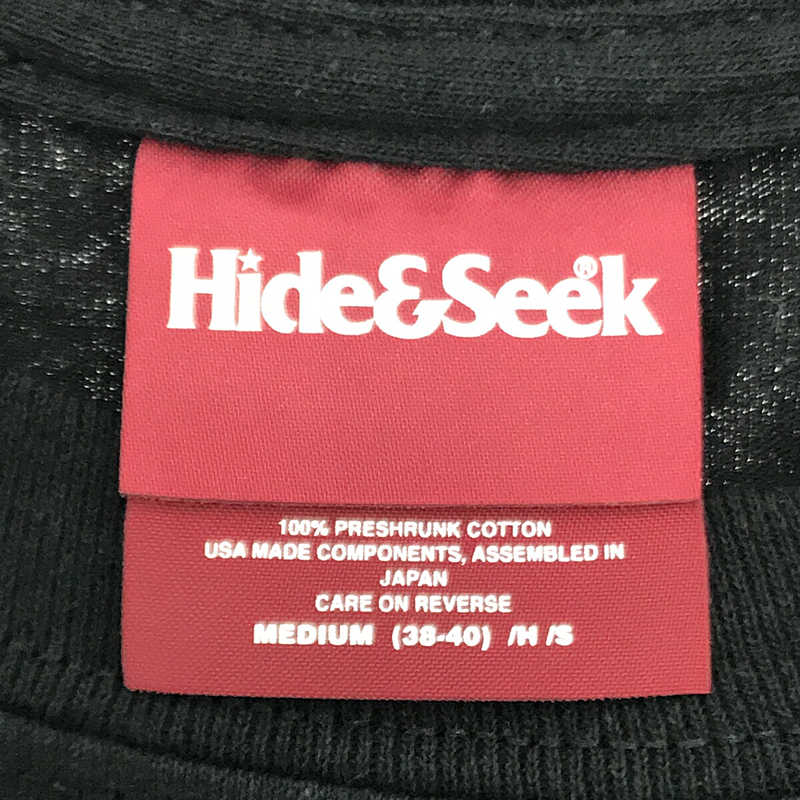 Hide&Seek®
100% PRESHRUNK COTTON
USA MADE COMPONENTS, ASSEMBLED IN
JAPAN
CARE ON REVERSE
MEDIUM (38-40) /H /S